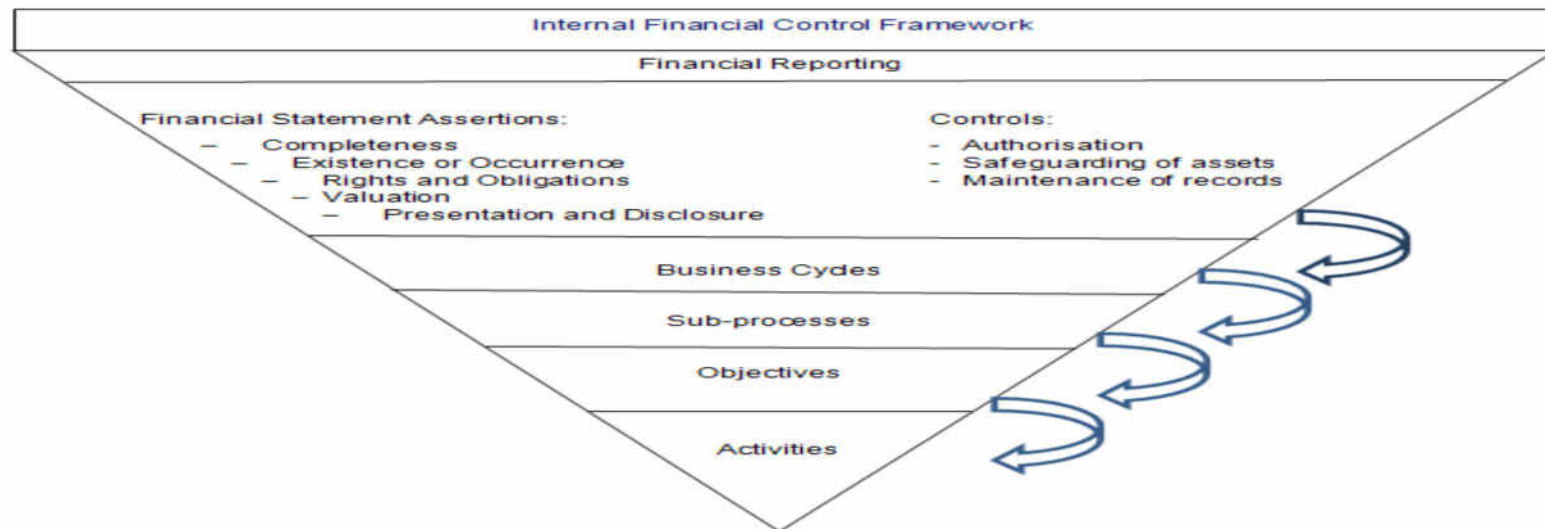 Internal Financial Control Framework
Financial Reporting
Financial Statement Assertions:
– Completeness
– Existence or Occurrence
– Rights and Obligations
– Valuation
– Presentation and Disclosure
Controls:
- Authorisation
- Safeguarding of assets
- Maintenance of records
Business Cycles
Sub-processes
Objectives
Activities